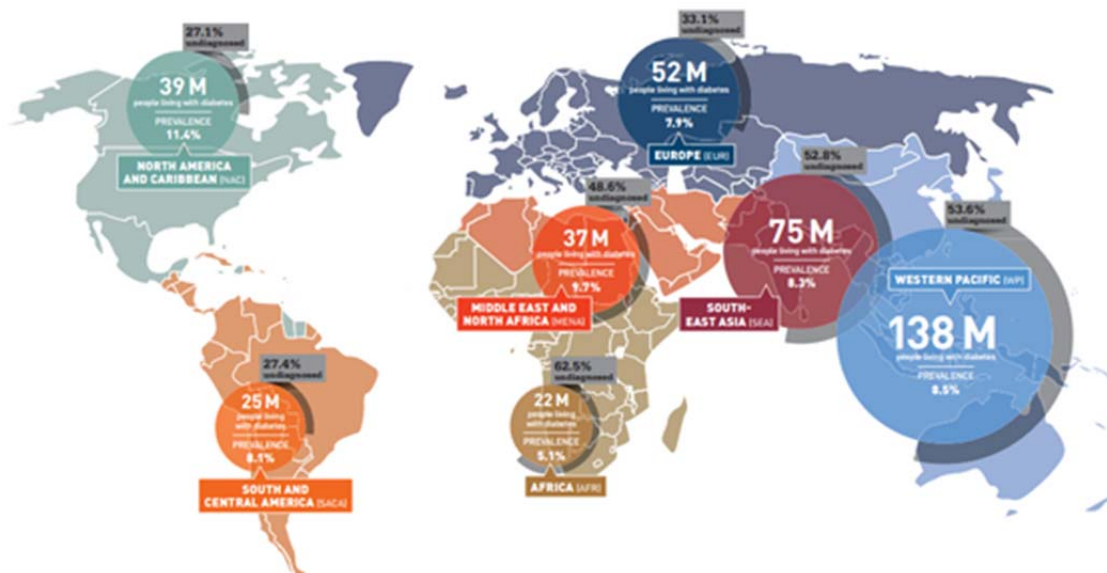 27.1%
undiagnosed
39 M
people living with diabetes
PREVALENCE
11.4%
NORTH AMERICA
AND CARIBBEAN (NAC)
33.1%
undiagnosed
52 M
people living with diabetes
PREVALENCE
7.9%
EUROPE (EUR)
48.6%
undiagnosed
37 M
people living with diabetes
PREVALENCE
9.7%
MIDDLE EAST AND
NORTH AFRICA (MENA)
52.8%
undiagnosed
75 M
people living with diabetes
PREVALENCE
8.3%
SOUTH-
EAST ASIA (SEA)
53.6%
undiagnosed
WESTERN PACIFIC (WP)
138 M
people living with diabetes
PREVALENCE
8.5%
27.4%
undiagnosed
25 M
people living
with diabetes
PREVALENCE
8.1%
SOUTH AND
CENTRAL AMERICA (SACA)
62.5%
undiagnosed
22 M
people living
with diabetes
PREVALENCE
5.1%
AFRICA (AFR)